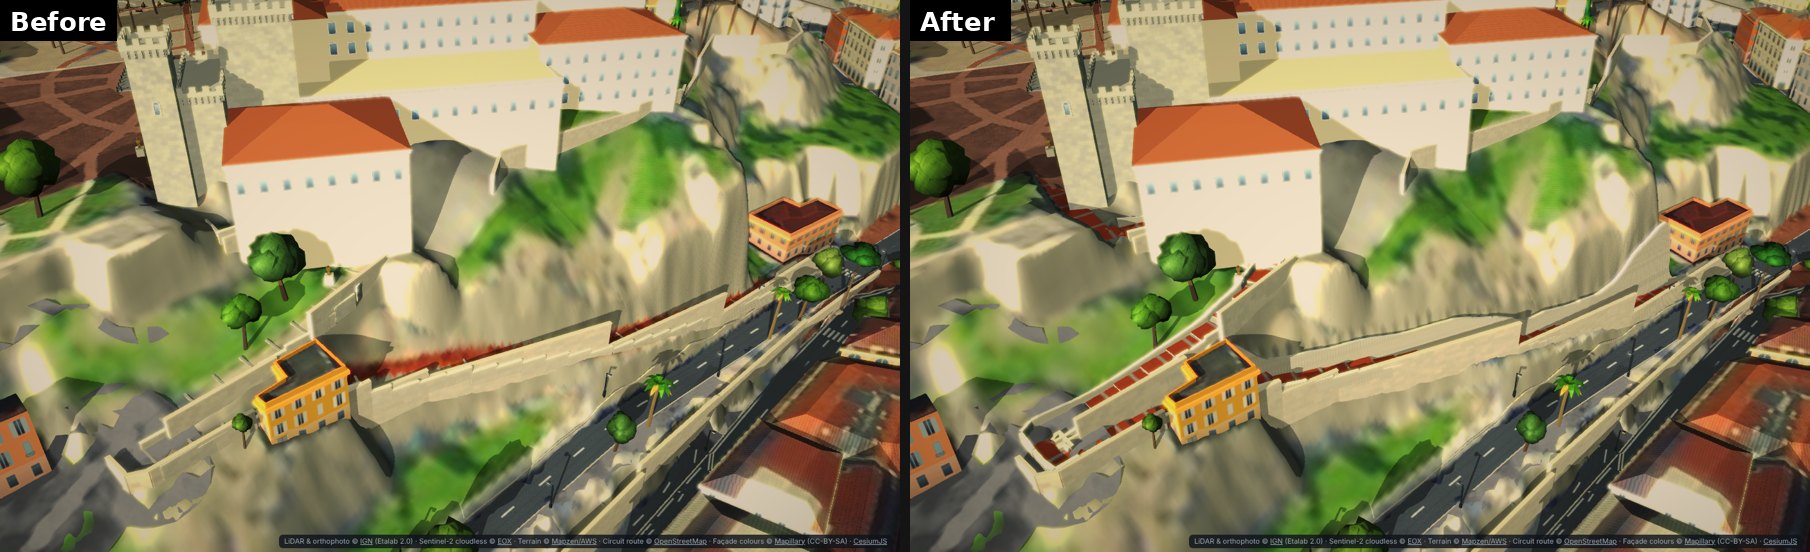 Before
After
LiDAR & orthophoto © IGN (Etalab 2.0) · Sentinel-2 cloudless © EOX · Terrain © Mapzen/AWS · Circuit route © OpenStreetMap · Façade colours © Mapillary (CC-BY-SA) · CesiumJS
LiDAR & orthophoto © IGN (Etalab 2.0) · Sentinel-2 cloudless © EOX · Terrain © Mapzen/AWS · Circuit route © OpenStreetMap · Façade colours © Mapillary (CC-BY-SA) · CesiumJS